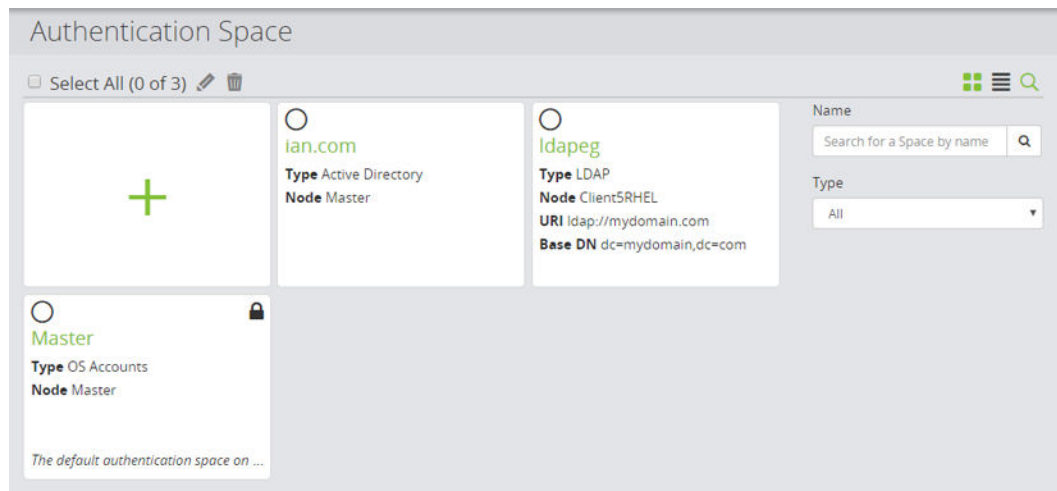 Authentication Space
Select All (0 of 3)
ian.com
Type Active Directory
Node Master
ldapeg
Type LDAP
Node Client5RHEL
URI ldap://mydomain.com
Base DN dc=mydomain,dc=com
Name
Search for a Space by name
Type
All
Master
Type OS Accounts
Node Master
The default authentication space on ...